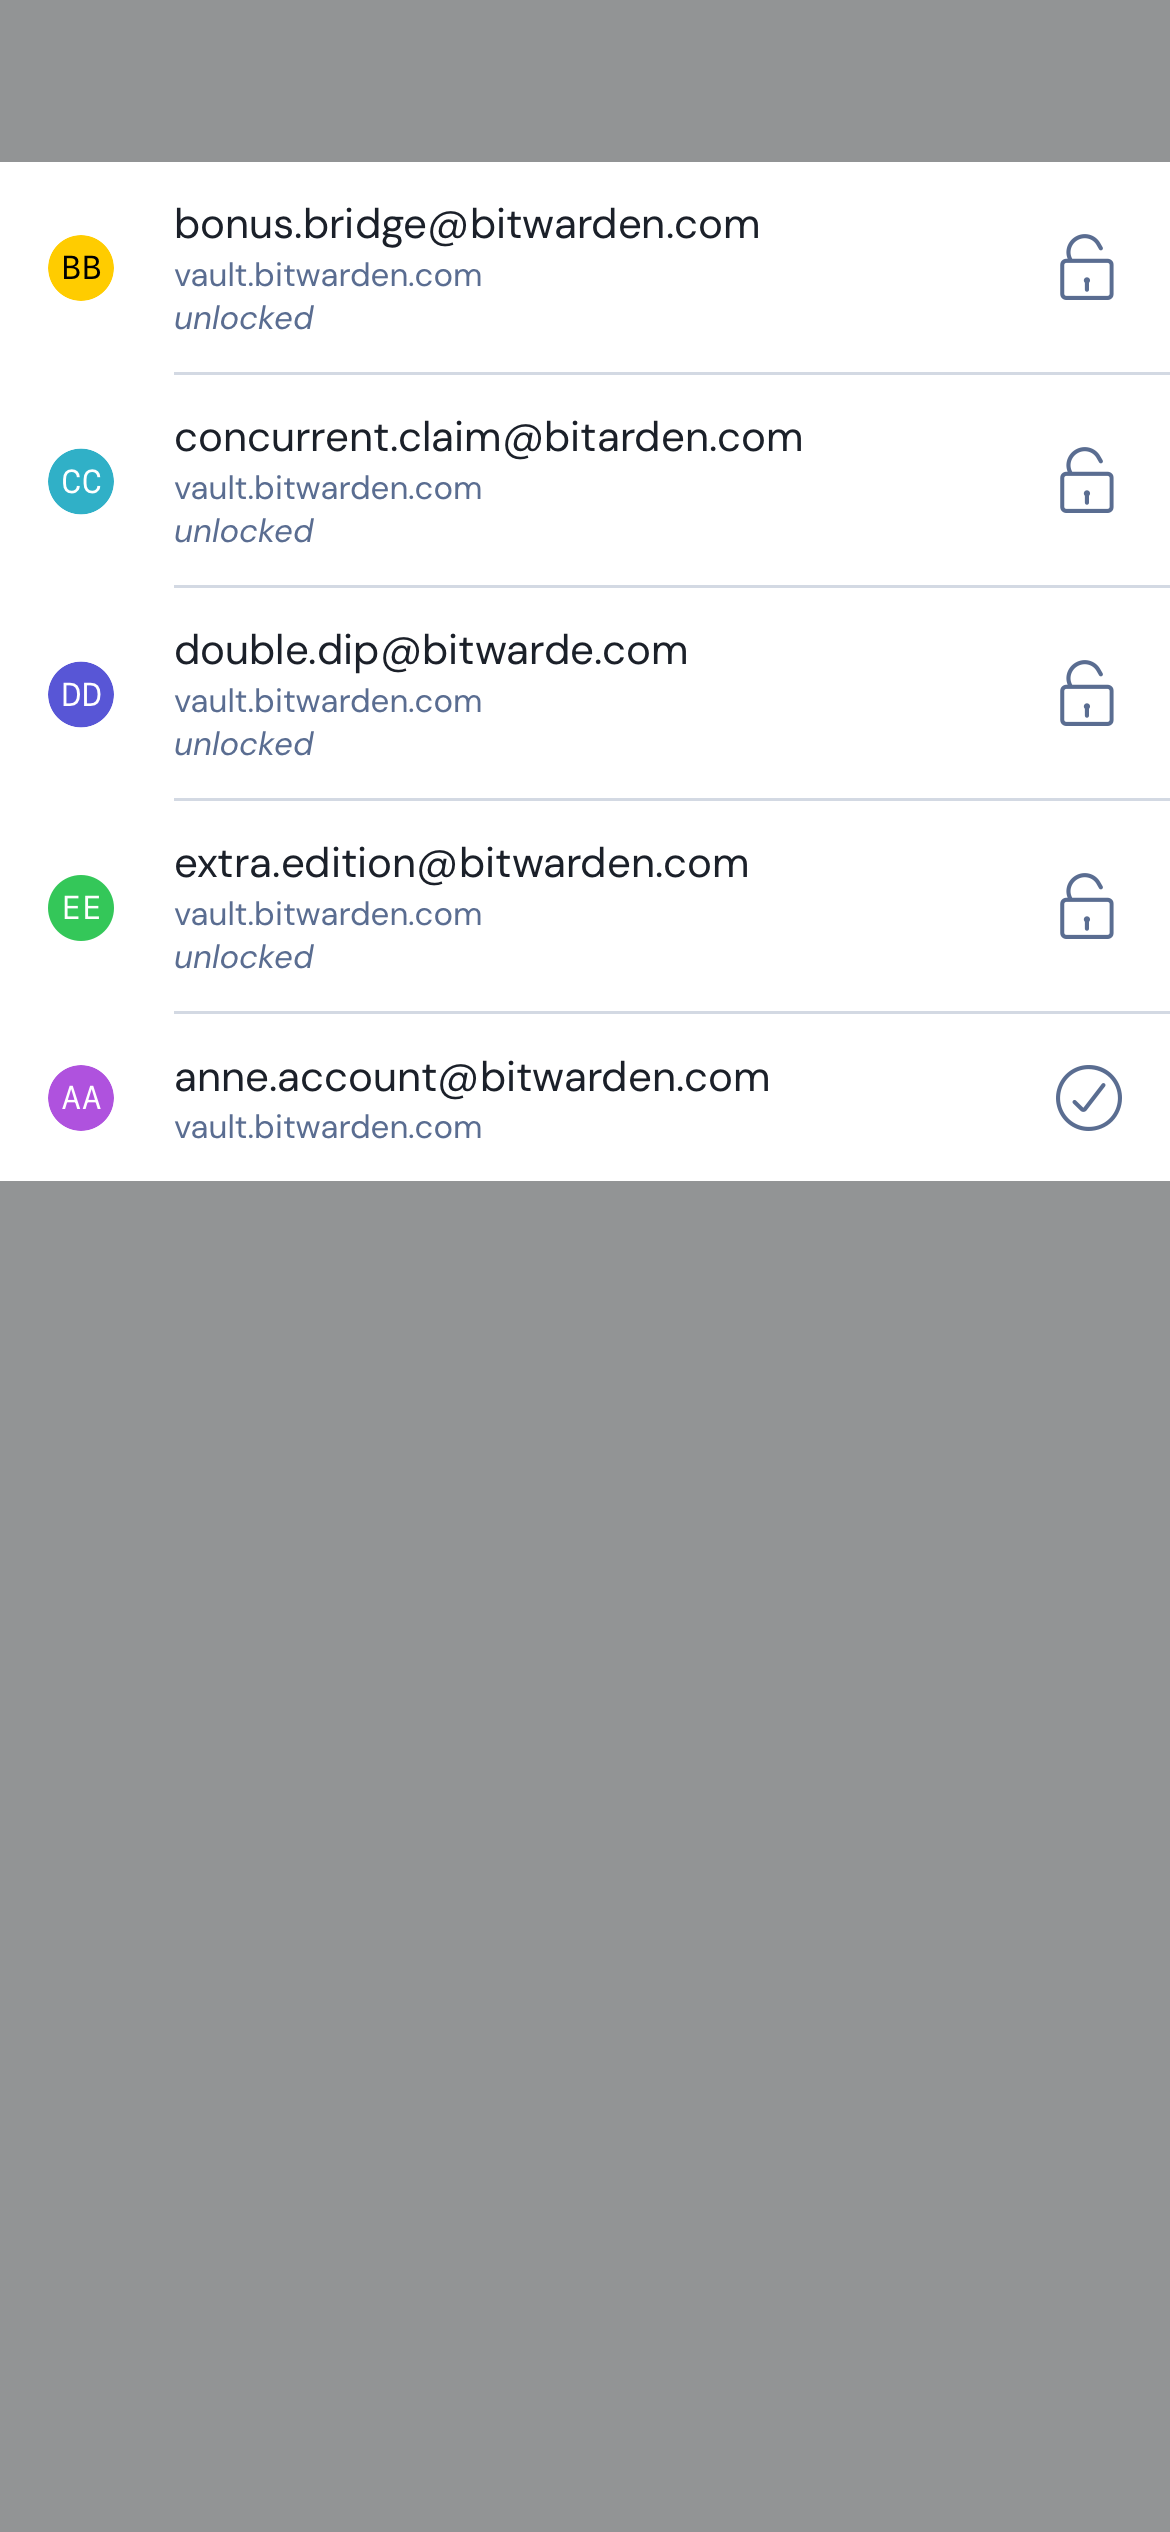 BB
bonus.bridge@bitwarden.com
vault.bitwarden.com
unlocked
CC
concurrent.claim@bitarden.com
vault.bitwarden.com
unlocked
DD
double.dip@bitwarde.com
vault.bitwarden.com
unlocked
EE
extra.edition@bitwarden.com
vault.bitwarden.com
unlocked
AA
anne.account@bitwarden.com
vault.bitwarden.com